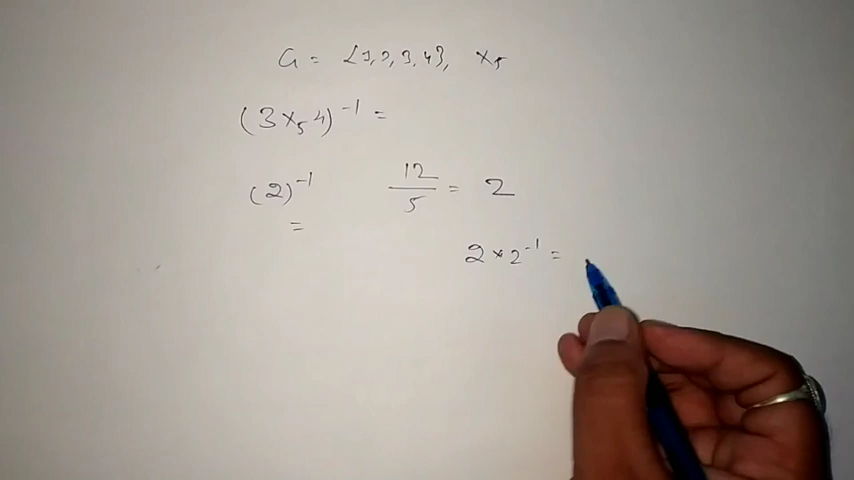 G = {1, 2, 3, 4}, ×₅
(3 ×₅ 4)⁻¹ =
(2)⁻¹ 12/5 = 2
=
2 × 2⁻¹ =